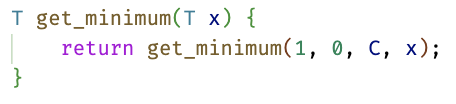 T get_minimum(T x) {
    return get_minimum(1, 0, C, x);
}